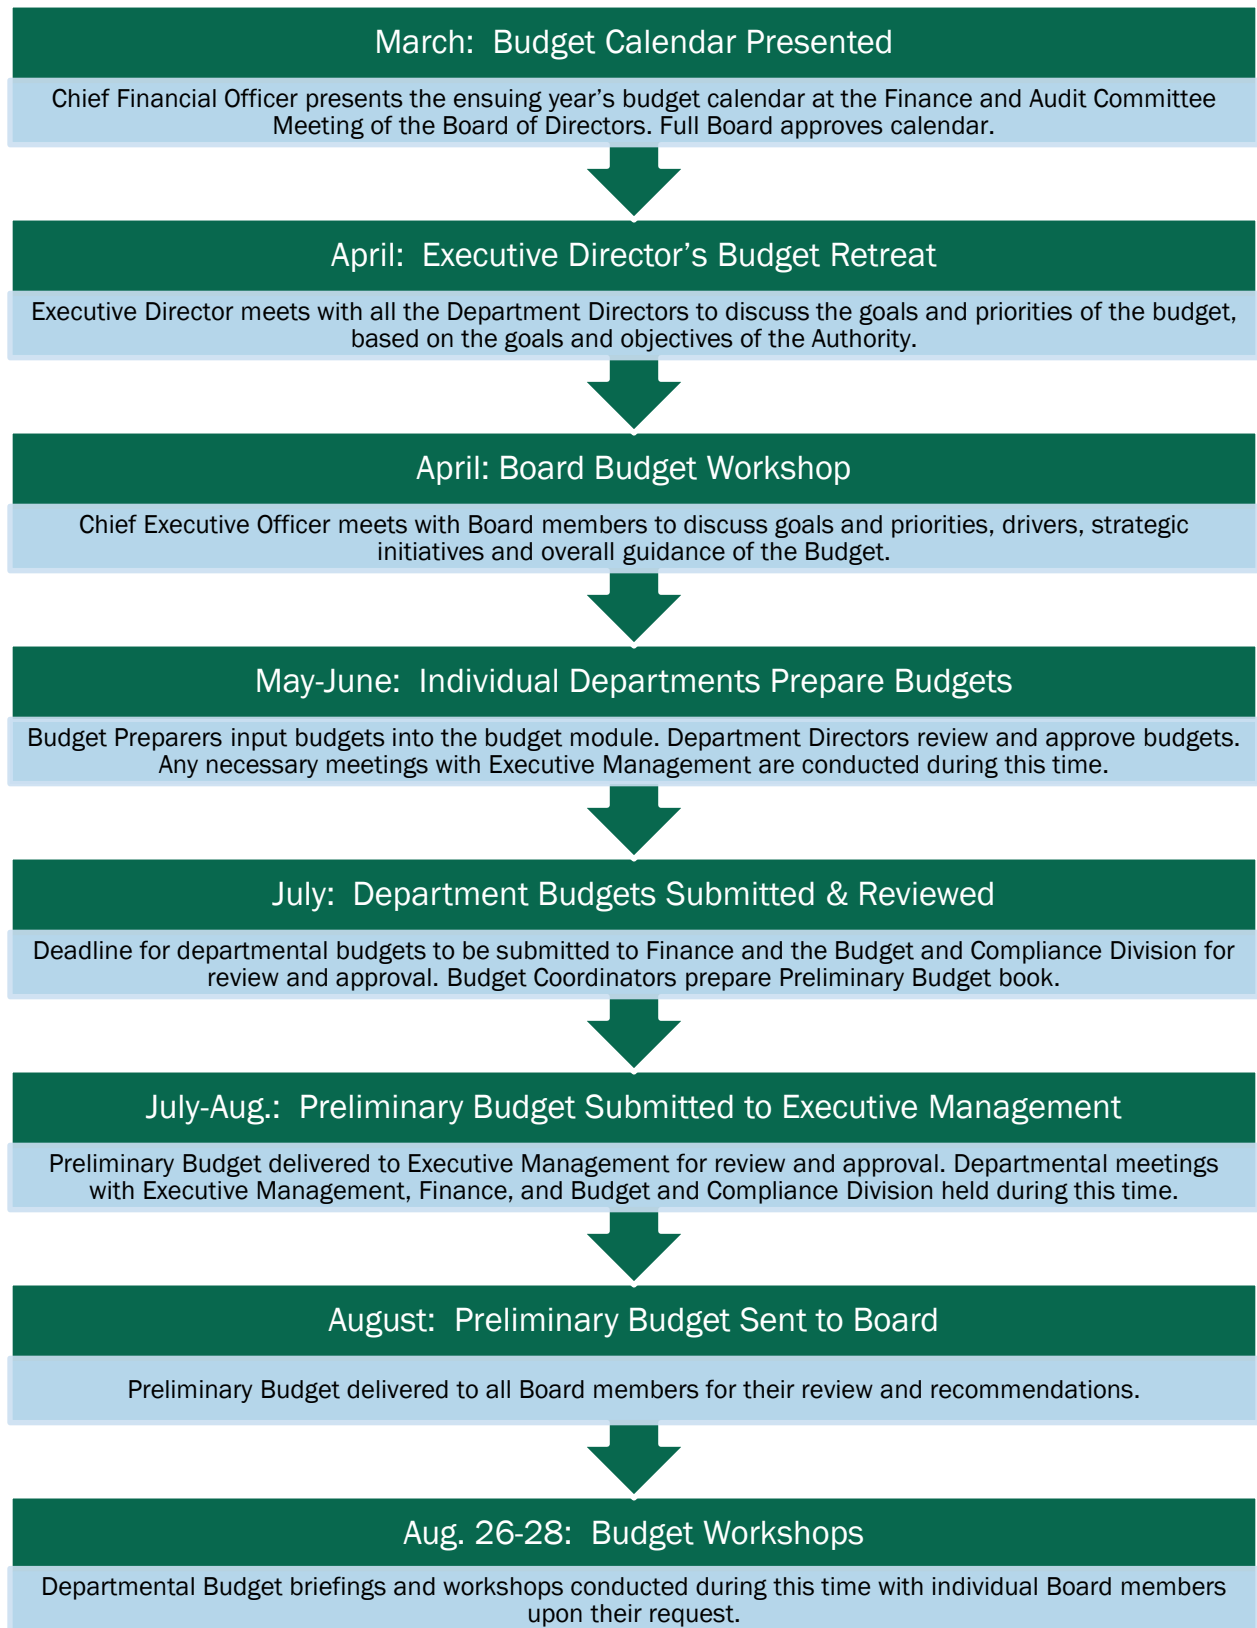 March:  Budget Calendar Presented
Chief Financial Officer presents the ensuing year's budget calendar at the Finance and Audit Committee
Meeting of the Board of Directors. Full Board approves calendar.
April:  Executive Director's Budget Retreat
Executive Director meets with all the Department Directors to discuss the goals and priorities of the budget,
based on the goals and objectives of the Authority.
April: Board Budget Workshop
Chief Executive Officer meets with Board members to discuss goals and priorities, drivers, strategic
initiatives and overall guidance of the Budget.
May-June:  Individual Departments Prepare Budgets
Budget Preparers input budgets into the budget module. Department Directors review and approve budgets.
Any necessary meetings with Executive Management are conducted during this time.
July:  Department Budgets Submitted & Reviewed
Deadline for departmental budgets to be submitted to Finance and the Budget and Compliance Division for
review and approval. Budget Coordinators prepare Preliminary Budget book.
July-Aug.:  Preliminary Budget Submitted to Executive Management
Preliminary Budget delivered to Executive Management for review and approval. Departmental meetings
with Executive Management, Finance, and Budget and Compliance Division held during this time.
August:  Preliminary Budget Sent to Board
Preliminary Budget delivered to all Board members for their review and recommendations.
Aug. 26-28:  Budget Workshops
Departmental Budget briefings and workshops conducted during this time with individual Board members
upon their request.